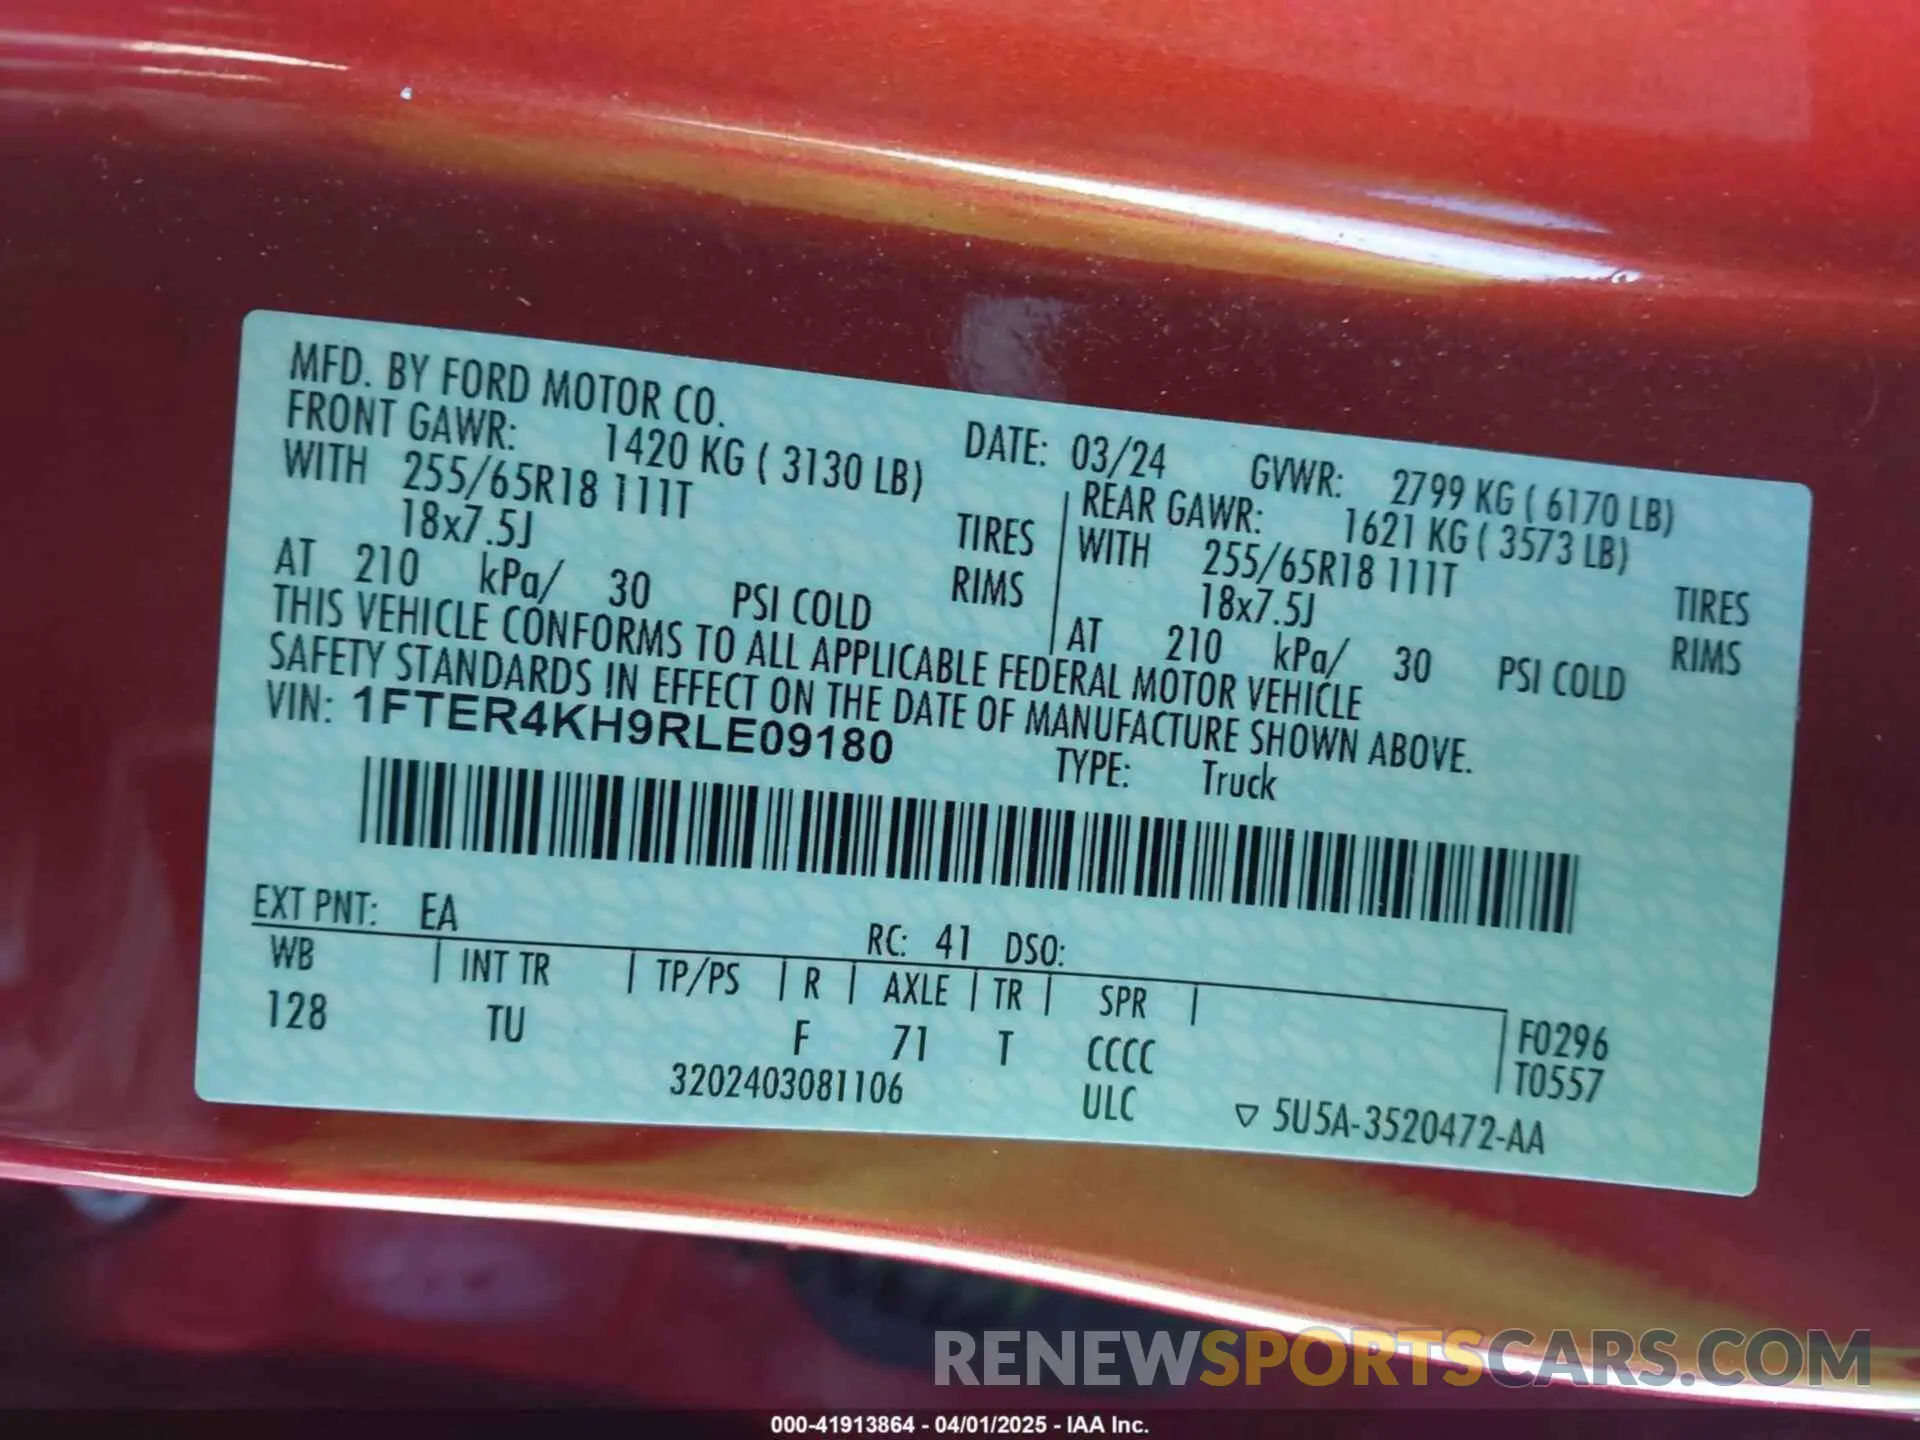 MFD. BY FORD MOTOR CO.
DATE: 03/24 GVWR: 2799 KG ( 6170 LB)
FRONT GAWR: 1420 KG ( 3130 LB)
WITH 255/65R18 111T TIRES
18x7.5J RIMS
AT 210 kPa/ 30 PSI COLD
REAR GAWR: 1621 KG ( 3573 LB)
WITH 255/65R18 111T TIRES
18x7.5J RIMS
AT 210 kPa/ 30 PSI COLD
THIS VEHICLE CONFORMS TO ALL APPLICABLE FEDERAL MOTOR VEHICLE
SAFETY STANDARDS IN EFFECT ON THE DATE OF MANUFACTURE SHOWN ABOVE.
VIN: 1FTER4KH9RLE09180
TYPE: Truck
EXT PNT: EA RC: 41 DSO:
WB INT TR TP/PS R AXLE TR SPR
128 TU F 71 T CCCC
F0296
T0557
3202403081106 ULC ▽ 5U5A-3520472-AA
RENEWSPORTSCARS.COM
000-41913864 - 04/01/2025 - IAA Inc.